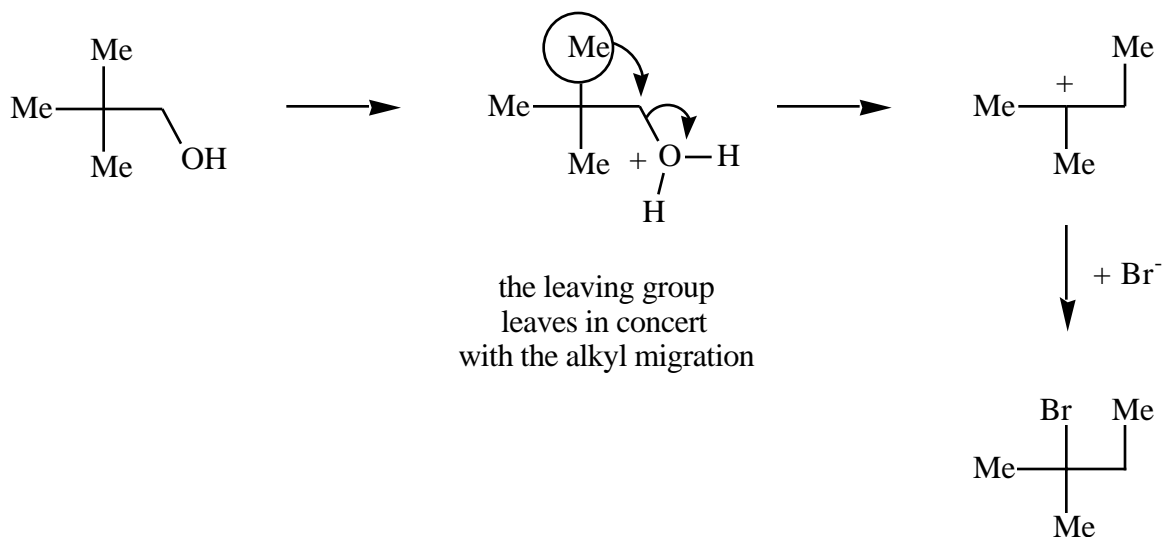 Me
Me
Me
OH
Me
Me
Me
+ O H
H
Me
+
Me
Me
the leaving group
leaves in concert
with the alkyl migration
+ Br⁻
Br Me
Me
Me